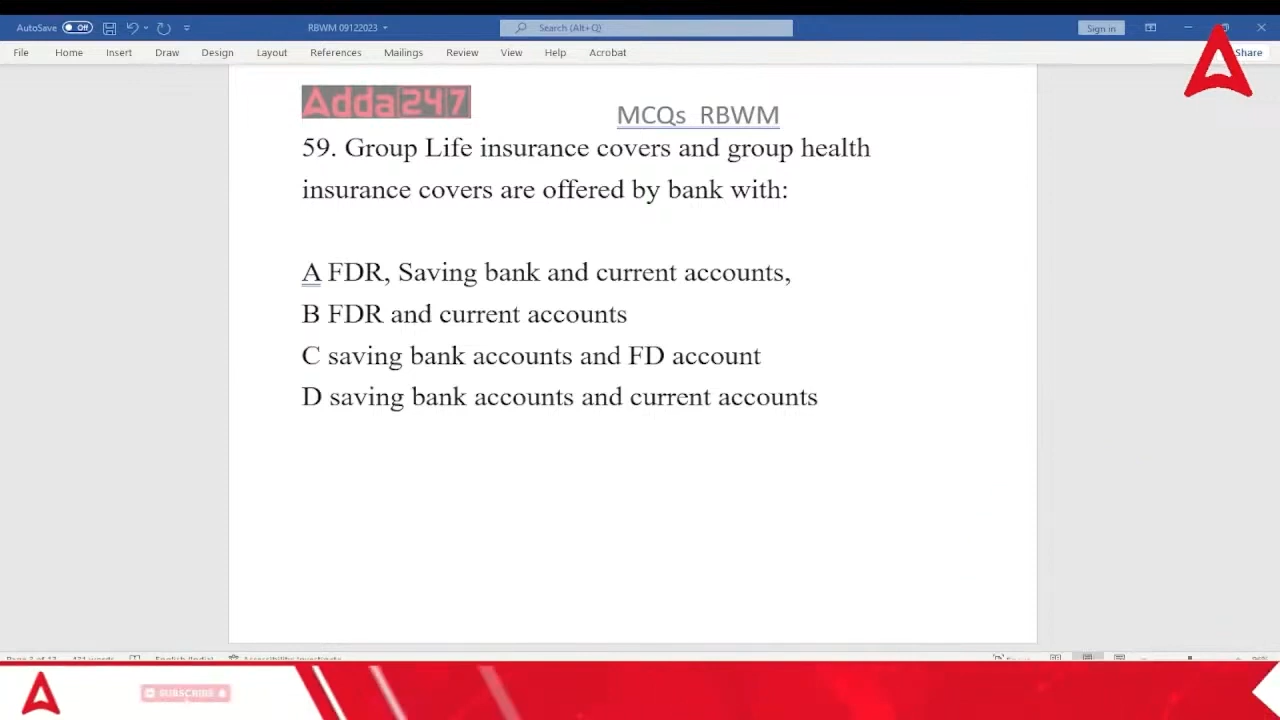 AutoSave Off RBWM 09122023 Search (Alt+Q) Sign in
File Home Insert Draw Design Layout References Mailings Review View Help Acrobat Share
Adda247
MCQs RBWM
59. Group Life insurance covers and group health
insurance covers are offered by bank with:
A FDR, Saving bank and current accounts,
B FDR and current accounts
C saving bank accounts and FD account
D saving bank accounts and current accounts
English (India)
SUBSCRIBE